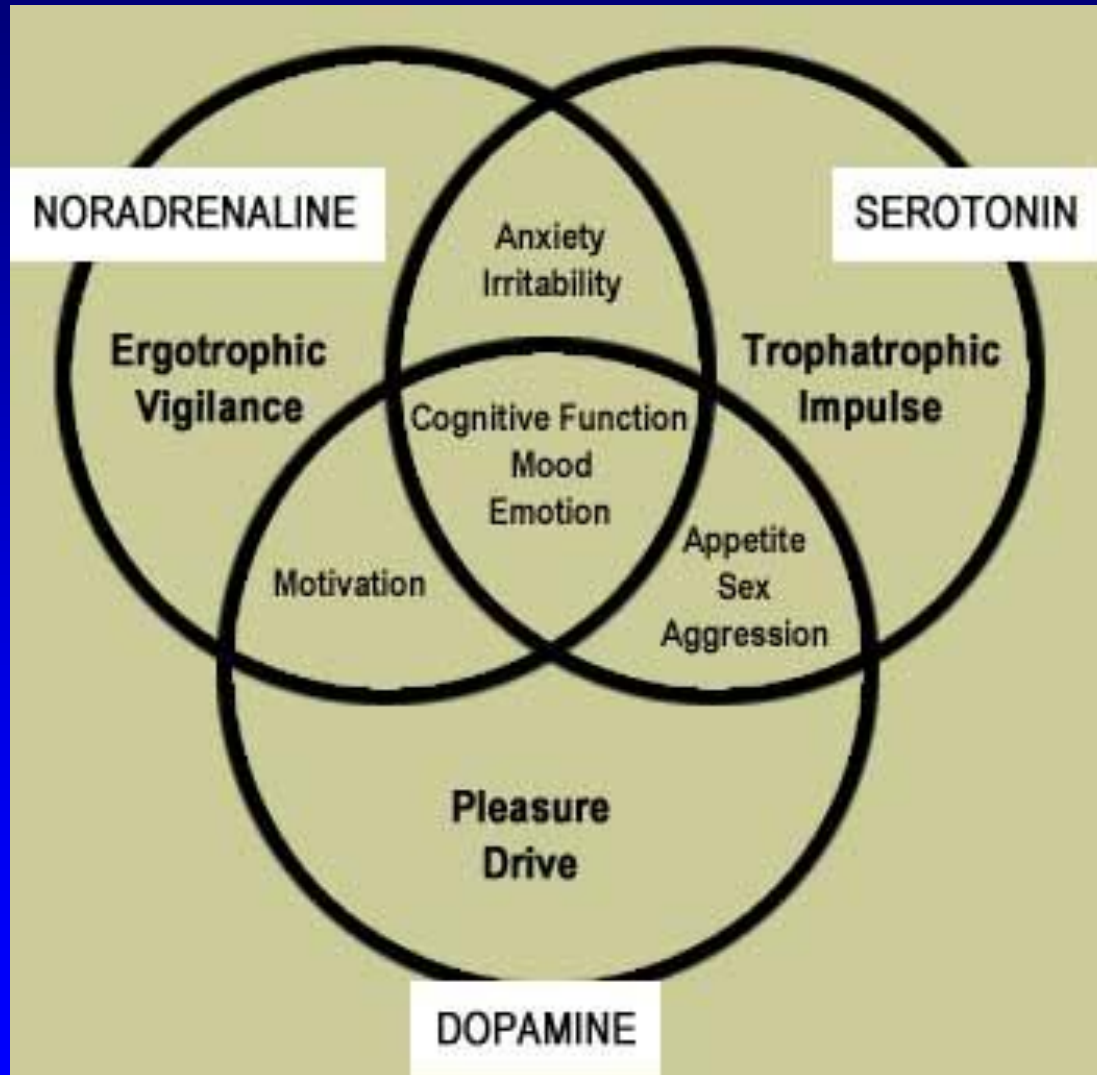 NORADRENALINE
SEROTONIN
Anxiety
Irritability
Ergotrophic
Vigilance
Trophatrophic
Impulse
Cognitive Function
Mood
Emotion
Motivation
Appetite
Sex
Aggression
Pleasure
Drive
DOPAMINE